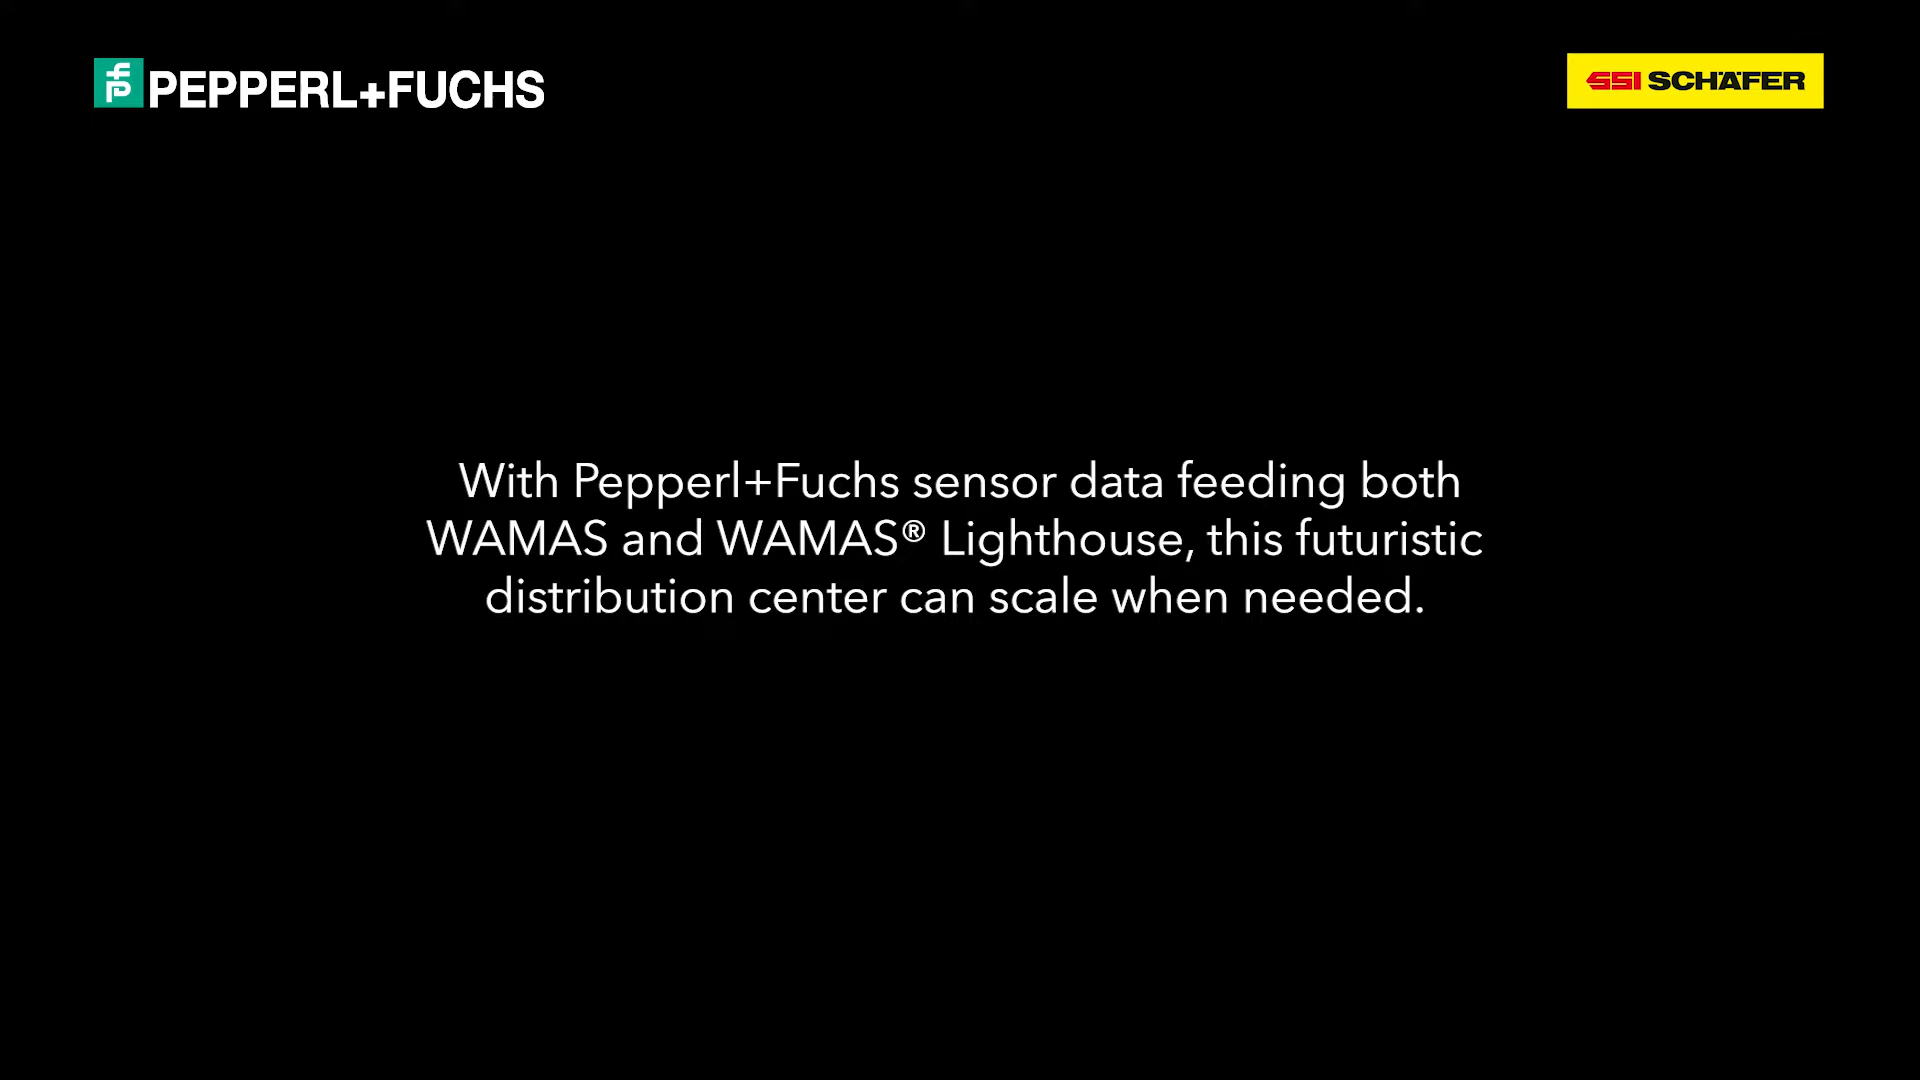 PEPPERL+FUCHS
SSI SCHÄFER
With Pepperl+Fuchs sensor data feeding both
WAMAS and WAMAS® Lighthouse, this futuristic
distribution center can scale when needed.